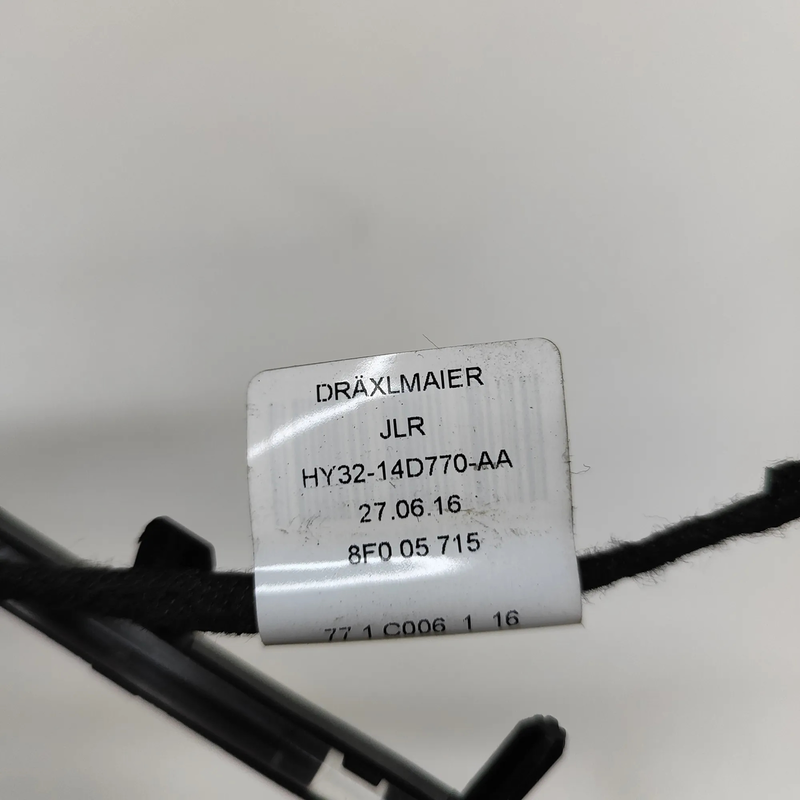 DRÄXLMAIER
JLR
HY32-14D770-AA
27.06.16
8F0 05 715
77 1 C006 1 16